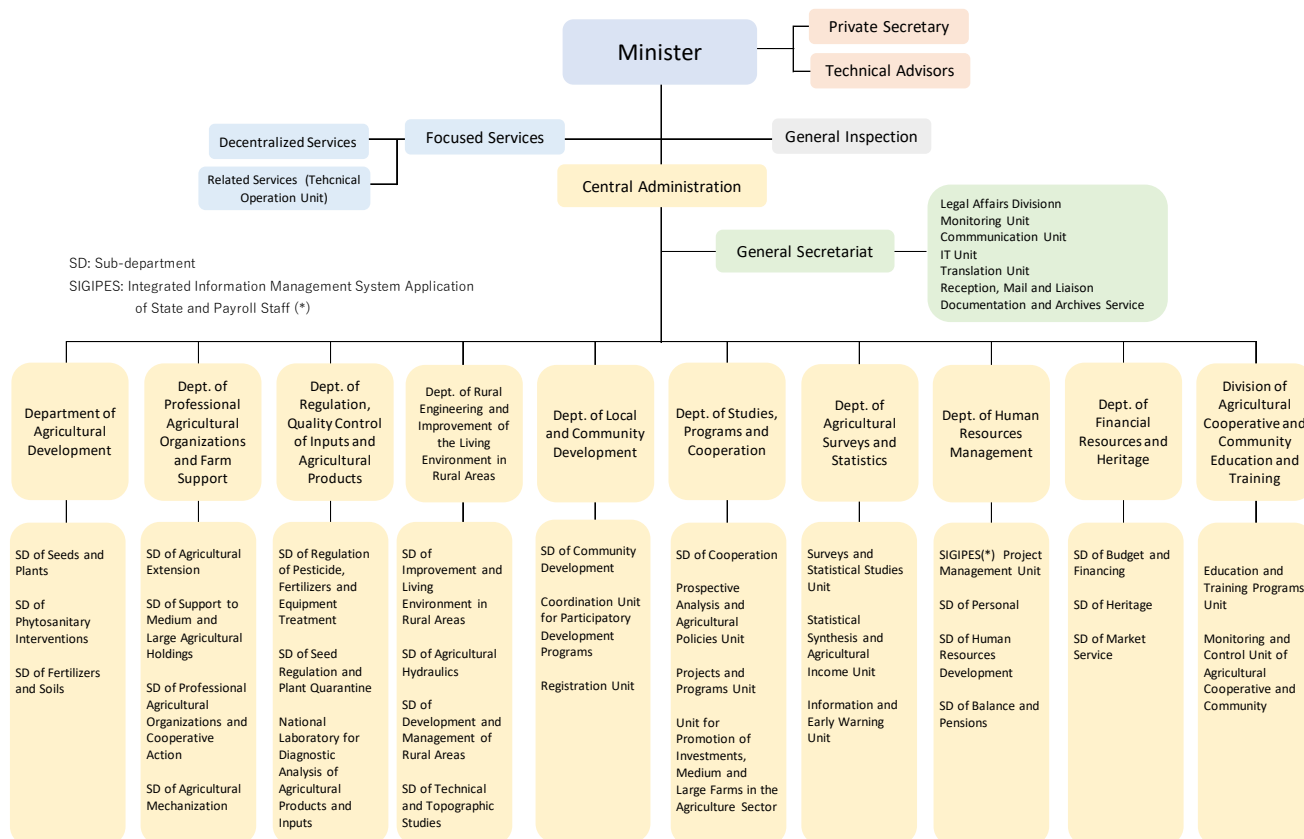 Minister
Private Secretary
Technical Advisors
Decentralized Services
Focused Services
General Inspection
Related Services (Tehcnical
Operation Unit)
Central Administration
General Secretariat
Legal Affairs Divisionn
Monitoring Unit
Commmunication Unit
IT Unit
Translation Unit
Reception, Mail and Liaison
Documentation and Archives Service
SD: Sub-department
SIGIPES: Integrated Information Management System Application
of State and Payroll Staff (*)
Department of
Agricultural
Development
Dept. of
Professional
Agricultural
Organizations
and Farm
Support
Dept. of
Regulation,
Quality Control
of Inputs and
Agricultural
Products
Dept. of Rural
Engineering and
Improvement of
the Living
Environment in
Rural Areas
Dept. of Local
and Community
Development
Dept. of Studies,
Programs and
Cooperation
Dept. of
Agricultural
Surveys and
Statistics
Dept. of Human
Resources
Management
Dept. of
Financial
Resources and
Heritage
Division of
Agricultural
Cooperative and
Community
Education and
Training
SD of Seeds and
Plants
SD of
Phytosanitary
Interventions
SD of Fertilizers
and Soils
SD of Agricultural
Extension
SD of Support to
Medium and
Large Agricultural
Holdings
SD of Professional
Agricultural
Organizations and
Cooperative
Action
SD of Agricultural
Mechanization
SD of Regulation
of Pesticide,
Fertilizers and
Equipment
Treatment
SD of Seed
Regulation and
Plant Quarantine
National
Laboratory for
Diagnostic
Analysis of
Agricultural
Products and
Inputs
SD of
Improvement and
Living
Environment in
Rural Areas
SD of Agricultural
Hydraulics
SD of
Development and
Management of
Rural Areas
SD of Technical
and Topographic
Studies
SD of Community
Development
Coordination Unit
for Participatory
Development
Programs
Registration Unit
SD of Cooperation
Prospective
Analysis and
Agricultural
Policies Unit
Projects and
Programs Unit
Unit for
Promotion of
Investments,
Medium and
Large Farms in the
Agriculture Sector
Surveys and
Statistical Studies
Unit
Statistical
Synthesis and
Agricultural
Income Unit
Information and
Early Warning
Unit
SIGIPES(*) Project
Management Unit
SD of Personal
SD of Human
Resources
Development
SD of Balance and
Pensions
SD of Budget and
Financing
SD of Heritage
SD of Market
Service
Education and
Training Programs
Unit
Monitoring and
Control Unit of
Agricultural
Cooperative and
Community